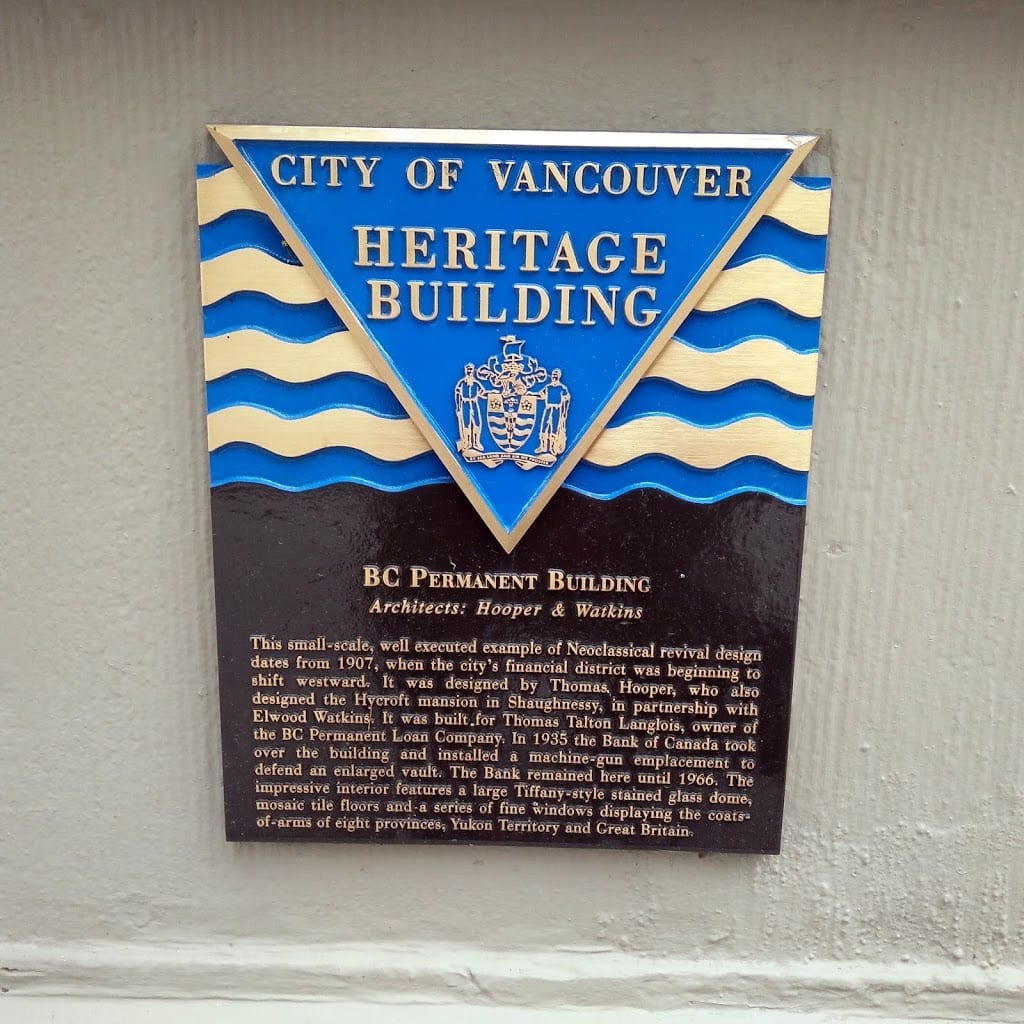 CITY OF VANCOUVER
HERITAGE
BUILDING
BC PERMANENT BUILDING
Architects: Hooper & Watkins
This small-scale, well executed example of Neoclassical revival design
dates from 1907, when the city's financial district was beginning to
shift westward. It was designed by Thomas Hooper, who also
designed the Hycroft mansion in Shaughnessy, in partnership with
Elwood Watkins. It was built for Thomas Talton Langlois, owner of
the BC Permanent Loan Company. In 1935 the Bank of Canada took
over the building and installed a machine-gun emplacement to
defend an enlarged vault. The Bank remained here until 1966. The
impressive interior features a large Tiffany-style stained glass dome,
mosaic tile floors and a series of fine windows displaying the coats-
of-arms of eight provinces, Yukon Territory and Great Britain.